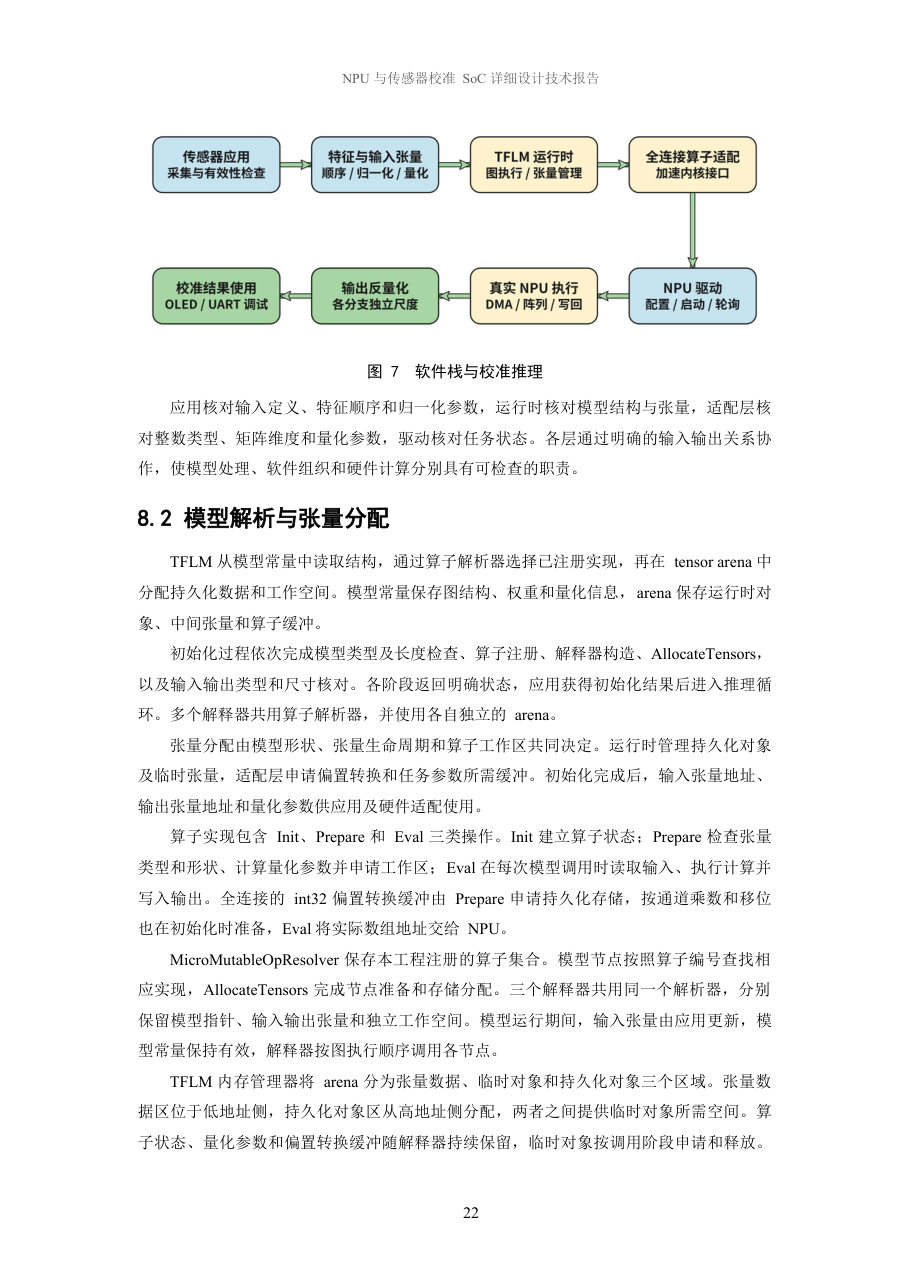 NPU 与传感器校准 SoC 详细设计技术报告
传感器应用
采集与有效性检查
特征与输入张量
顺序 / 归一化 / 量化
TFLM 运行时
图执行 / 张量管理
全连接算子适配
加速内核接口
校准结果使用
OLED / UART 调试
输出反量化
各分支独立尺度
真实 NPU 执行
DMA / 阵列 / 写回
NPU 驱动
配置 / 启动 / 轮询
图 7 软件栈与校准推理
应用核对输入定义、特征顺序和归一化参数，运行时核对模型结构与张量，适配层核
对整数类型、矩阵维度和量化参数，驱动核对任务状态。各层通过明确的输入输出关系协
作，使模型处理、软件组织和硬件计算分别具有可检查的职责。
8.2 模型解析与张量分配
TFLM 从模型常量中读取结构，通过算子解析器选择已注册实现，再在 tensor arena 中
分配持久化数据和工作空间。模型常量保存图结构、权重和量化信息，arena 保存运行时对
象、中间张量和算子缓冲。
初始化过程依次完成模型类型及长度检查、算子注册、解释器构造、AllocateTensors，
以及输入输出类型和尺寸核对。各阶段返回明确状态，应用获得初始化结果后进入推理循
环。多个解释器共用算子解析器，并使用各自独立的 arena。
张量分配由模型形状、张量生命周期和算子工作区共同决定。运行时管理持久化对象
及临时张量，适配层申请偏置转换和任务参数所需缓冲。初始化完成后，输入张量地址、
输出张量地址和量化参数供应用及硬件适配使用。
算子实现包含 Init、Prepare 和 Eval 三类操作。Init 建立算子状态；Prepare 检查张量
类型和形状、计算量化参数并申请工作区；Eval 在每次模型调用时读取输入、执行计算并
写入输出。全连接的 int32 偏置转换缓冲由 Prepare 申请持久化存储，按通道乘数和移位
也在初始化时准备，Eval 将实际数组地址交给 NPU。
MicroMutableOpResolver 保存本工程注册的算子集合。模型节点按照算子编号查找相
应实现，AllocateTensors 完成节点准备和存储分配。三个解释器共用同一个解析器，分别
保留模型指针、输入输出张量和独立工作空间。模型运行期间，输入张量由应用更新，模
型常量保持有效，解释器按图执行顺序调用各节点。
TFLM 内存管理器将 arena 分为张量数据、临时对象和持久化对象三个区域。张量数
据区位于低地址侧，持久化对象区从高地址侧分配，两者之间提供临时对象所需空间。算
子状态、量化参数和偏置转换缓冲随解释器持续保留，临时对象按调用阶段申请和释放。
22